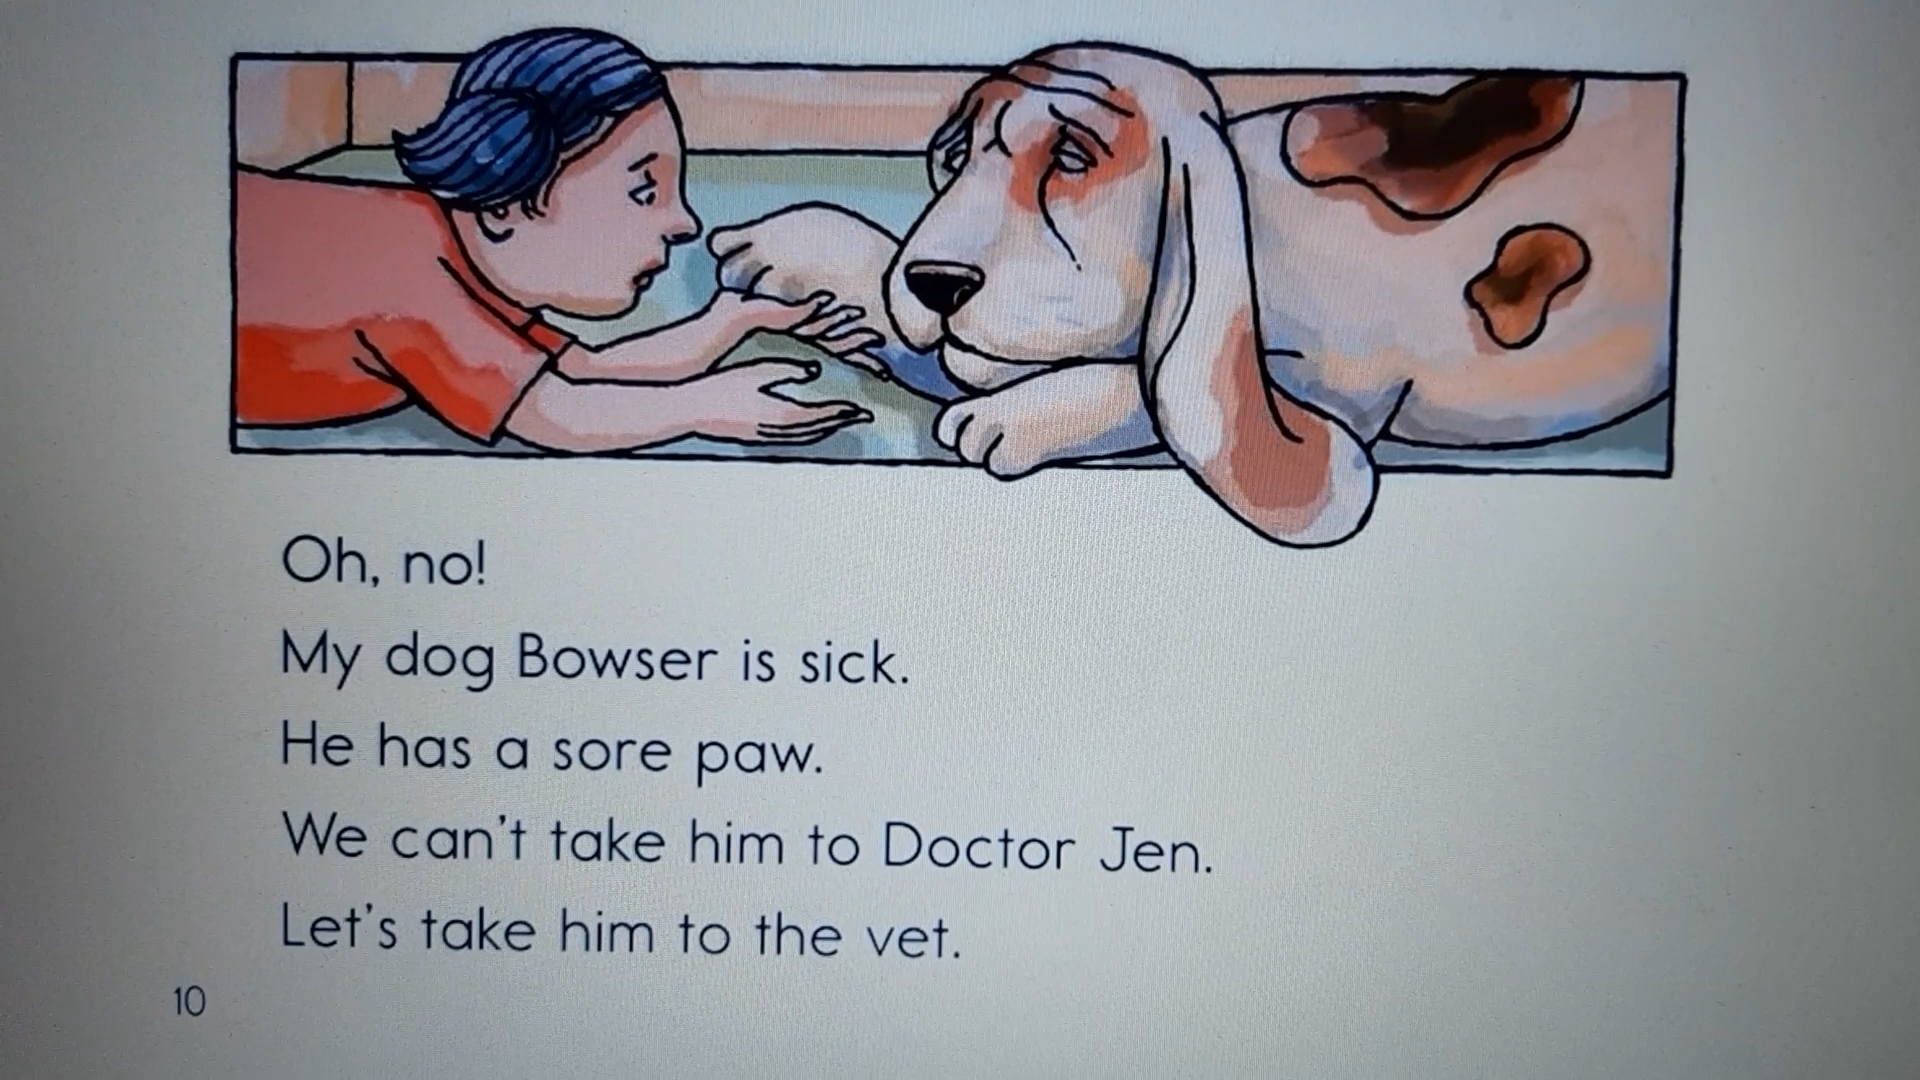 Oh, no!
My dog Bowser is sick.
He has a sore paw.
We can't take him to Doctor Jen.
Let's take him to the vet.
10